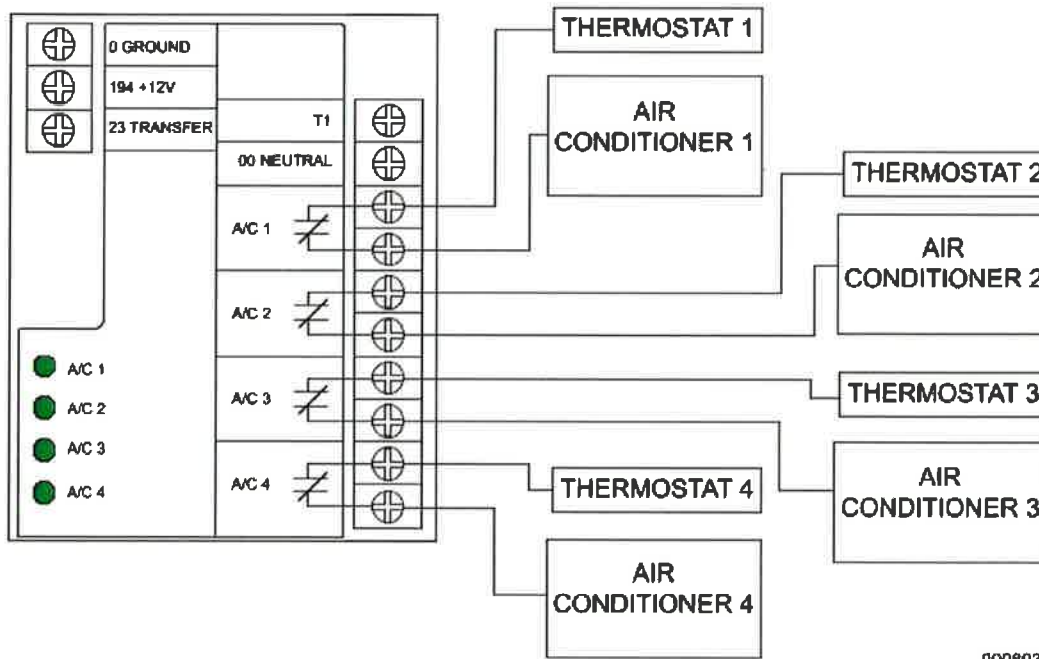 0 GROUND
194 +12V
23 TRANSFER
T1
00 NEUTRAL
A/C 1
A/C 2
A/C 3
A/C 4
A/C 1
A/C 2
A/C 3
A/C 4
THERMOSTAT 1
AIR
CONDITIONER 1
THERMOSTAT 2
AIR
CONDITIONER 2
THERMOSTAT 3
AIR
CONDITIONER 3
THERMOSTAT 4
AIR
CONDITIONER 4